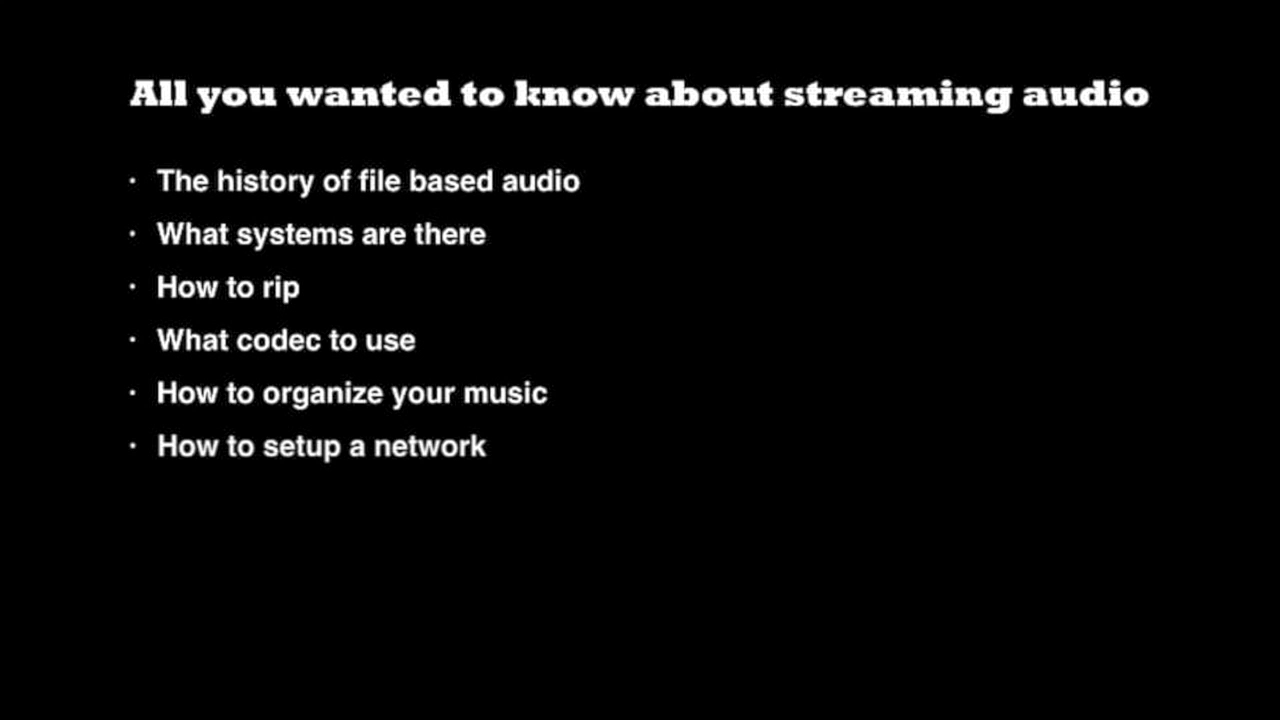 All you wanted to know about streaming audio
· The history of file based audio
· What systems are there
· How to rip
· What codec to use
· How to organize your music
· How to setup a network